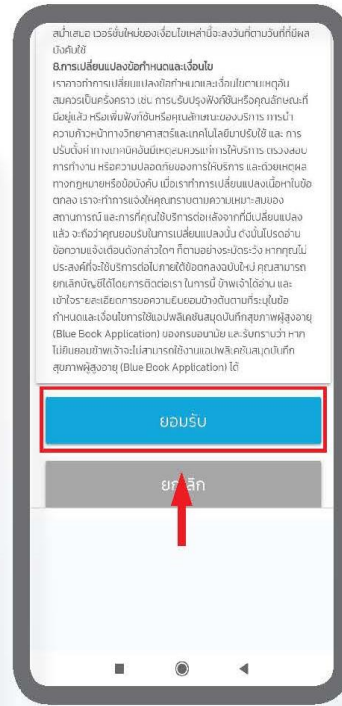 สม่ำเสมอ เวอร์ชั่นใหม่ของเงื่อนไขเหล่านี้จะลงวันที่ตามวันที่ที่มีผล
บังคับใช้
8.การเปลี่ยนแปลงข้อกำหนดและเงื่อนไข
เราอาจทำการเปลี่ยนแปลงข้อกำหนดและเงื่อนไขตามเหตุอัน
สมควรเป็นครั้งคราว เช่น การปรับปรุงฟังก์ชันหรือคุณลักษณะที่
มีอยู่แล้ว หรือเพิ่มฟังก์ชันหรือคุณลักษณะของบริการ การนำ
ความก้าวหน้าทางวิทยาศาสตร์และเทคโนโลยีมาปรับใช้ และ การ
ปรับตั้งค่าทางเทคนิคอันมีเหตุสมควรแก่การให้บริการ ตรวจสอบ
การทำงาน หรือความปลอดภัยของการให้บริการ และด้วยเหตุผล
ทางกฎหมายหรือข้อบังคับ เมื่อเราทำการเปลี่ยนแปลงเนื้อหาในข้อ
ตกลง เราจะทำการแจ้งให้คุณทราบตามความเหมาะสมของ
สถานการณ์ และการที่คุณใช้บริการต่อหลังจากที่มีเปลี่ยนแปลง
แล้ว จะถือว่าคุณยอมรับในการเปลี่ยนแปลงนั้น ดังนั้นโปรดอ่าน
ข้อความแจ้งเตือนดังกล่าวใดๆ ก็ตามอย่างระมัดระวัง หากคุณไม่
ประสงค์ที่จะใช้บริการต่อไปภายใต้ข้อตกลงฉบับใหม่ คุณสามารถ
ยกเลิกบัญชีได้โดยการติดต่อเรา ในการนี้ ข้าพเจ้าได้อ่าน และ
เข้าใจรายละเอียดการขอความยินยอมข้างต้นตามที่ระบุในข้อ
กำหนดและเงื่อนไขการใช้แอปพลิเคชันสมุดบันทึกสุขภาพผู้สูงอายุ
(Blue Book Application) ของกรมอนามัย และรับทราบว่า หาก
ไม่ยินยอมข้าพเจ้าจะไม่สามารถใช้งานแอปพลิเคชันสมุดบันทึก
สุขภาพผู้สูงอายุ (Blue Book Application) ได้
ยอมรับ
ยกเลิก